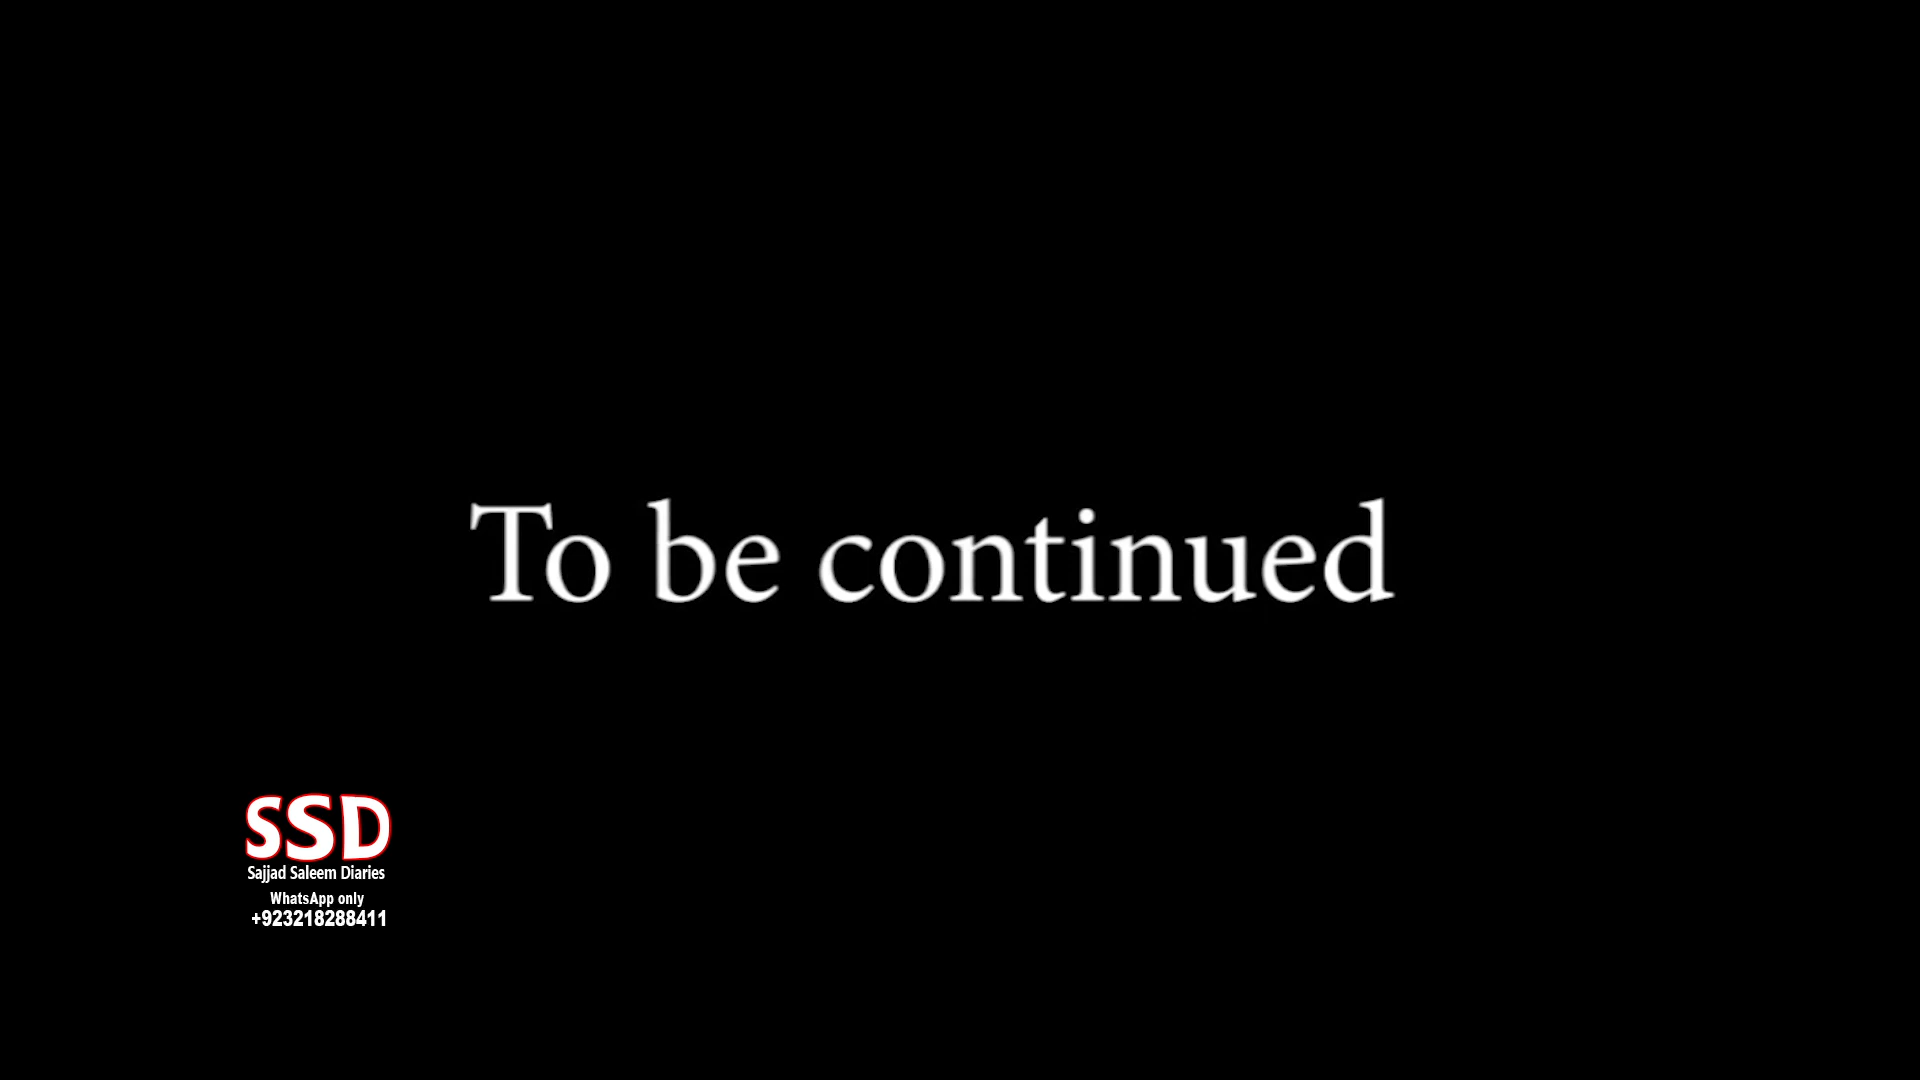 To be continued
SSD
Sajjad Saleem Diaries
WhatsApp only
+923218288411